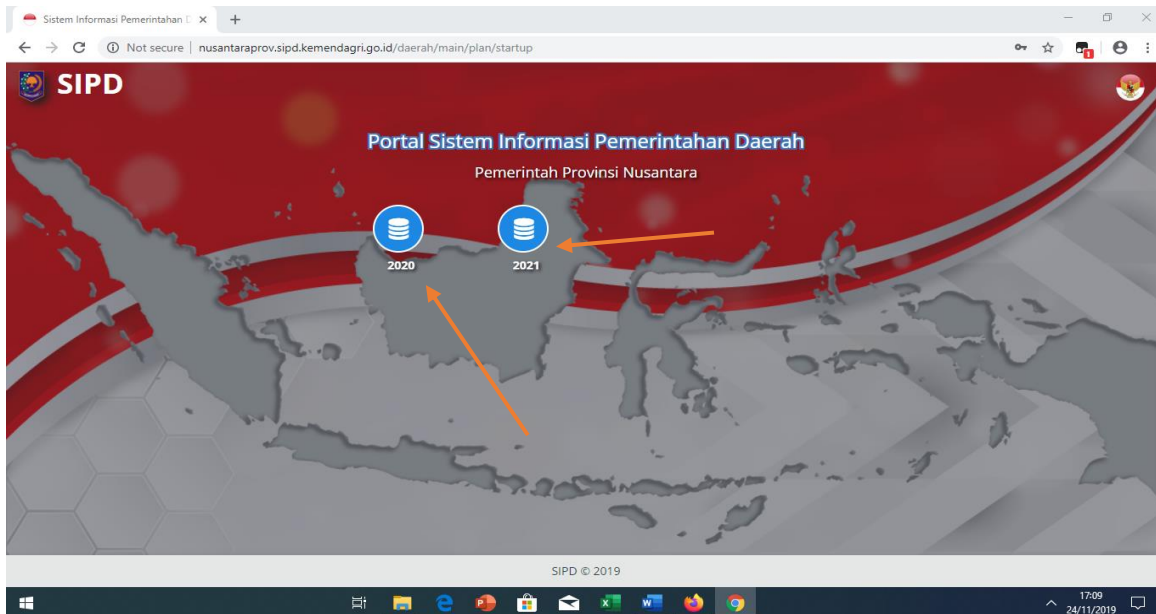 Sistem Informasi Pemerintahan D
Not secure | nusantaraprov.sipd.kemendagri.go.id/daerah/main/plan/startup
1
SIPD
Portal Sistem Informasi Pemerintahan Daerah
Pemerintah Provinsi Nusantara
2020
2021
SIPD © 2019
17:09
24/11/2019